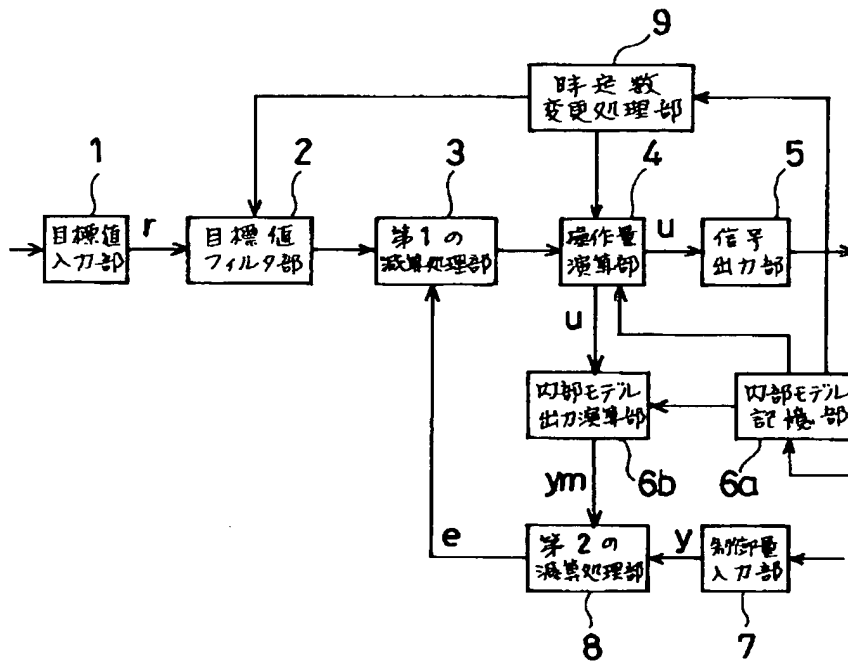 9
時定数
変更処理部
1
2
3
4
5
目標値
入力部
r
目標値
フィルタ部
第1の
減算処理部
操作量
演算部
u
信号
出力部
u
内部モデル
出力演算部
内部モデル
記憶部
ym
6b
6a
e
第2の
減算処理部
y
制御量
入力部
8
7